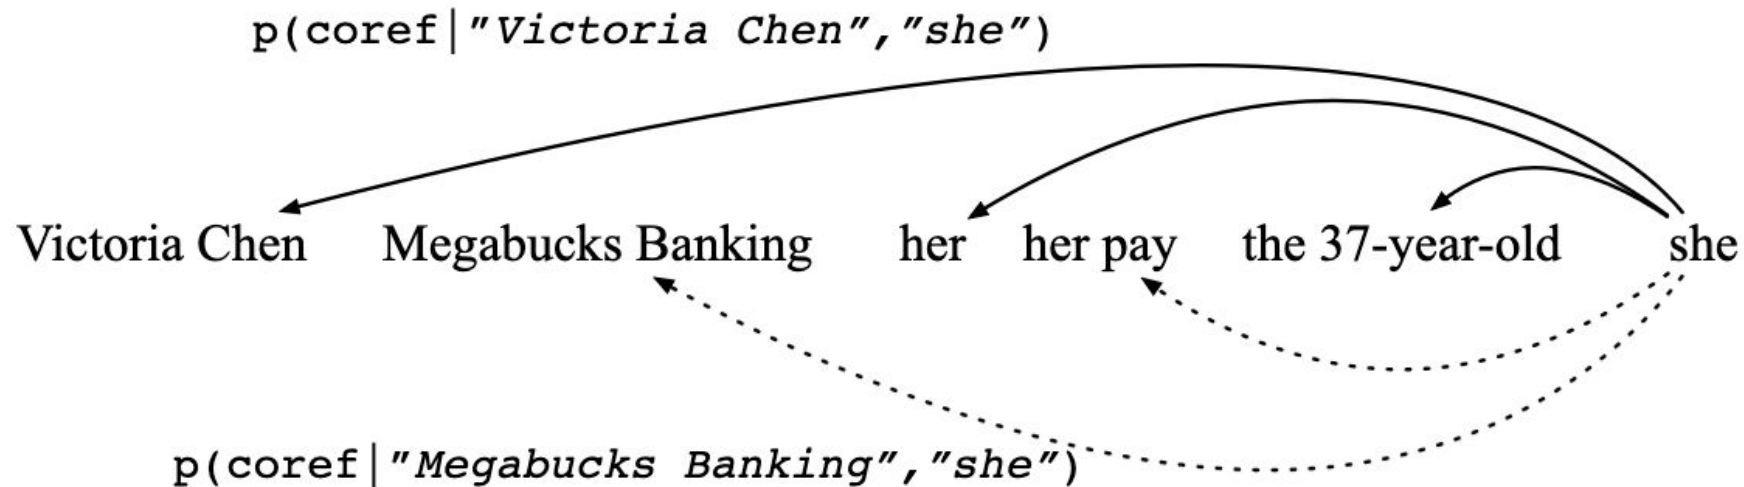 p(coref|"Victoria Chen","she")
Victoria Chen Megabucks Banking her her pay the 37-year-old she
p(coref|"Megabucks Banking","she")